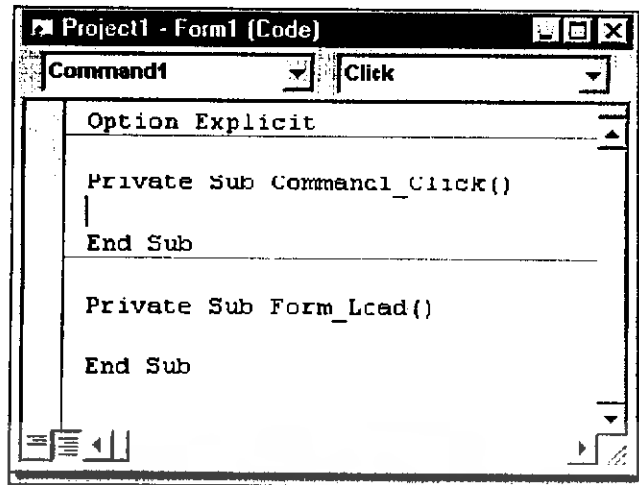 Project1 - Form1 (Code)
Command1 Click
Option Explicit
Private Sub Command1_Click()
End Sub
Private Sub Form_Load()
End Sub